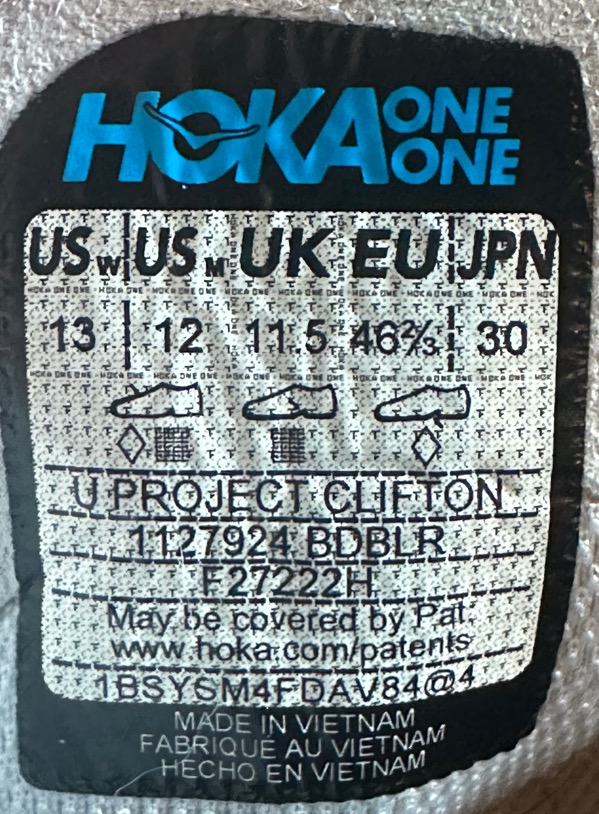 HOKA ONE ONE
USW USM UK EU JPN
13 12 11.5 46⅔ 30
U PROJECT CLIFTON
1127924 BDBLR
F27222H
May be covered by Pat.
www.hoka.com/patents
1BSYSM4FDAV84@4
MADE IN VIETNAM
FABRIQUÉ AU VIETNAM
HECHO EN VIETNAM